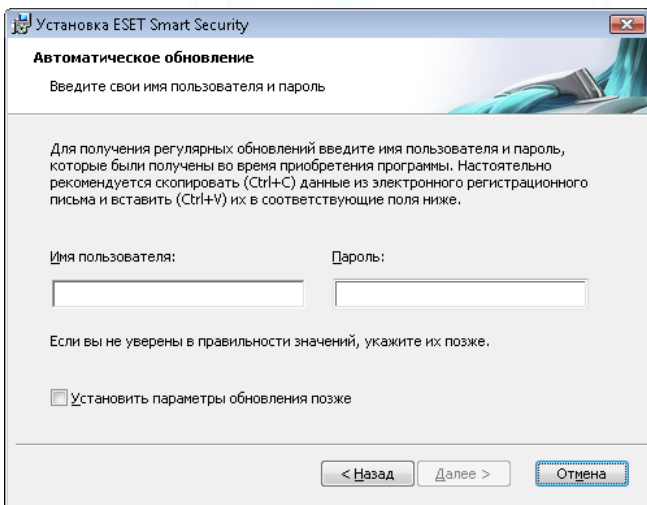 Установка ESET Smart Security
Автоматическое обновление
Введите свои имя пользователя и пароль
Для получения регулярных обновлений введите имя пользователя и пароль,
которые были получены во время приобретения программы. Настоятельно
рекомендуется скопировать (Ctrl+C) данные из электронного регистрационного
письма и вставить (Ctrl+V) их в соответствующие поля ниже.
Имя пользователя:
Пароль:
Если вы не уверены в правильности значений, укажите их позже.
Установить параметры обновления позже
< Назад
Далее >
Отмена